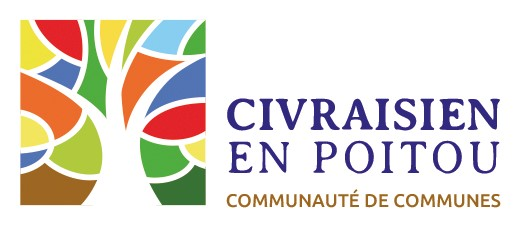 CIVRAISIEN
EN POITOU
COMMUNAUTÉ DE COMMUNES